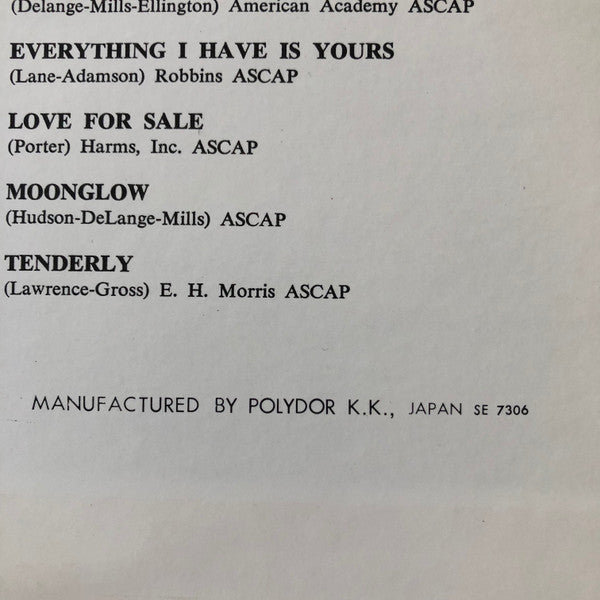 (Delange-Mills-Ellington) American Academy ASCAP
EVERYTHING I HAVE IS YOURS
(Lane-Adamson) Robbins ASCAP
LOVE FOR SALE
(Porter) Harms, Inc. ASCAP
MOONGLOW
(Hudson-DeLange-Mills) ASCAP
TENDERLY
(Lawrence-Gross) E. H. Morris ASCAP
MANUFACTURED BY POLYDOR K.K., JAPAN SE 7306